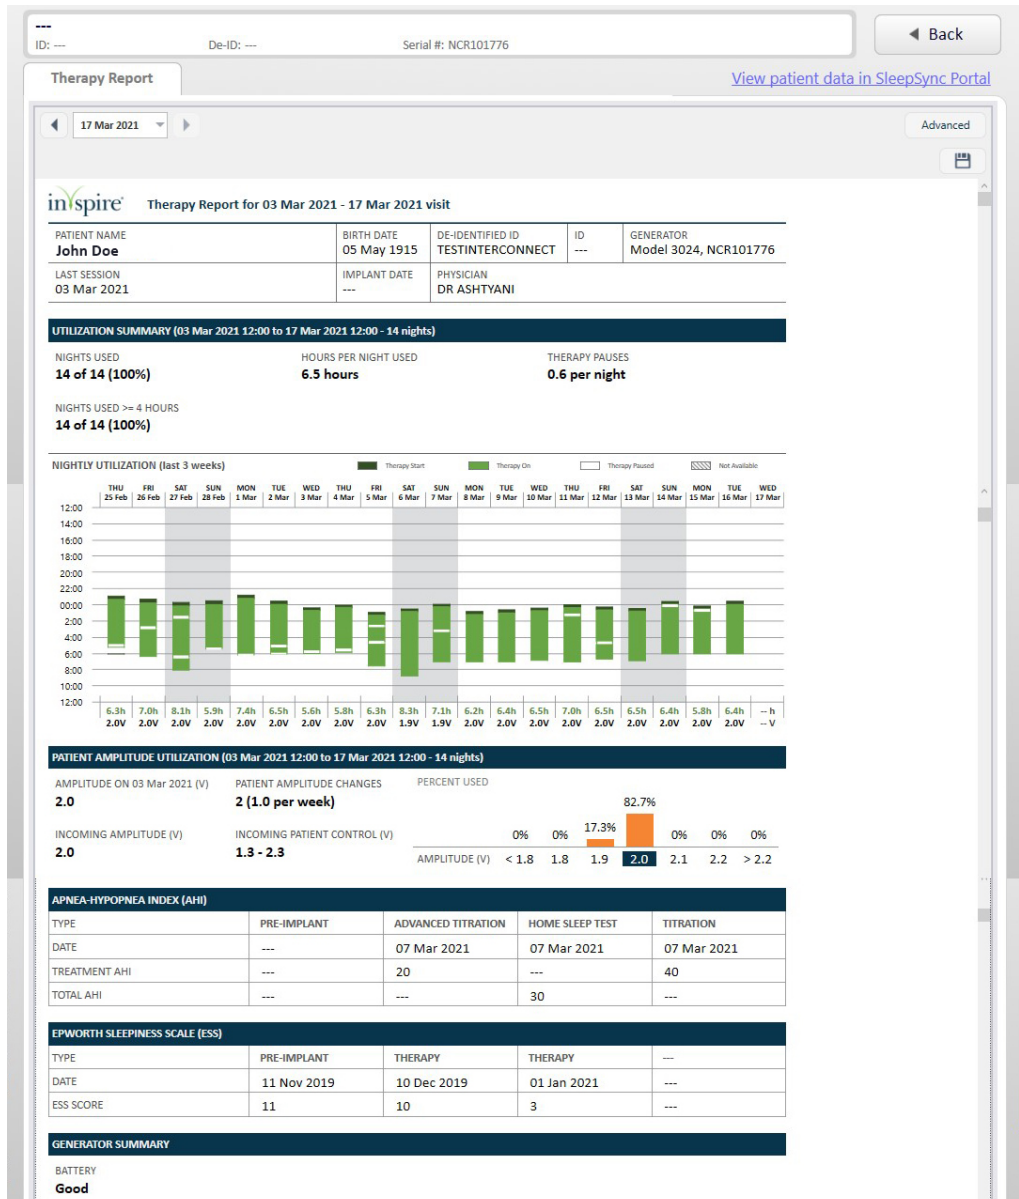 ---
ID: --- De-ID: --- Serial #: NCR101776
Back
Therapy Report
View patient data in SleepSync Portal
17 Mar 2021
Advanced
inspire Therapy Report for 03 Mar 2021 - 17 Mar 2021 visit
PATIENT NAME BIRTH DATE DE-IDENTIFIED ID ID GENERATOR
John Doe 05 May 1915 TESTINTERCONNECT --- Model 3024, NCR101776
LAST SESSION IMPLANT DATE PHYSICIAN
03 Mar 2021 --- DR ASHTYANI
UTILIZATION SUMMARY (03 Mar 2021 12:00 to 17 Mar 2021 12:00 - 14 nights)
NIGHTS USED HOURS PER NIGHT USED THERAPY PAUSES
14 of 14 (100%) 6.5 hours 0.6 per night
NIGHTS USED >= 4 HOURS
14 of 14 (100%)
NIGHTLY UTILIZATION (last 3 weeks) Therapy Start Therapy On Therapy Paused Not Available
THU FRI SAT SUN MON TUE WED THU FRI SAT SUN MON TUE WED THU FRI SAT SUN MON TUE WED
25 Feb 26 Feb 27 Feb 28 Feb 1 Mar 2 Mar 3 Mar 4 Mar 5 Mar 6 Mar 7 Mar 8 Mar 9 Mar 10 Mar 11 Mar 12 Mar 13 Mar 14 Mar 15 Mar 16 Mar 17 Mar
12:00
14:00
16:00
18:00
20:00
22:00
00:00
2:00
4:00
6:00
8:00
10:00
12:00
6.3h 7.0h 8.1h 5.9h 7.4h 6.5h 5.6h 5.8h 6.3h 8.3h 7.1h 6.2h 6.4h 6.5h 7.0h 6.5h 6.5h 6.4h 5.8h 6.4h -- h
2.0V 2.0V 2.0V 2.0V 2.0V 2.0V 2.0V 2.0V 2.0V 1.9V 1.9V 2.0V 2.0V 2.0V 2.0V 2.0V 2.0V 2.0V 2.0V 2.0V -- V
PATIENT AMPLITUDE UTILIZATION (03 Mar 2021 12:00 to 17 Mar 2021 12:00 - 14 nights)
AMPLITUDE ON 03 Mar 2021 (V) PATIENT AMPLITUDE CHANGES PERCENT USED
2.0 2 (1.0 per week)
82.7%
17.3%
INCOMING AMPLITUDE (V) INCOMING PATIENT CONTROL (V) 0% 0% 0% 0% 0%
2.0 1.3 - 2.3
AMPLITUDE (V) < 1.8 1.8 1.9 2.0 2.1 2.2 > 2.2
APNEA-HYPOPNEA INDEX (AHI)
TYPE PRE-IMPLANT ADVANCED TITRATION HOME SLEEP TEST TITRATION
DATE --- 07 Mar 2021 07 Mar 2021 07 Mar 2021
TREATMENT AHI --- 20 --- 40
TOTAL AHI --- --- 30 ---
EPWORTH SLEEPINESS SCALE (ESS)
TYPE PRE-IMPLANT THERAPY THERAPY ---
DATE 11 Nov 2019 10 Dec 2019 01 Jan 2021 ---
ESS SCORE 11 10 3 ---
GENERATOR SUMMARY
BATTERY
Good